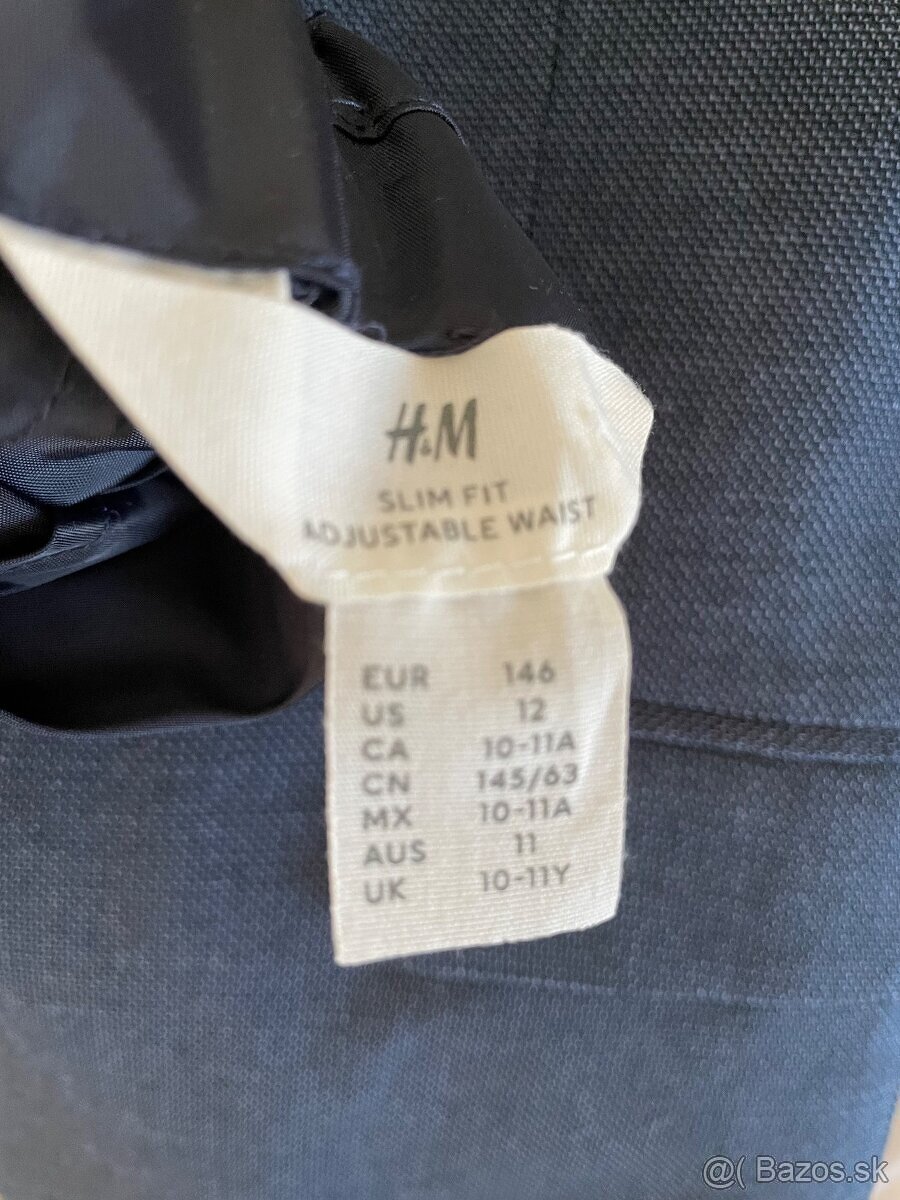 H&M
SLIM FIT
ADJUSTABLE WAIST
EUR 146
US 12
CA 10-11A
CN 145/63
MX 10-11A
AUS 11
UK 10-11Y
@( Bazos.sk